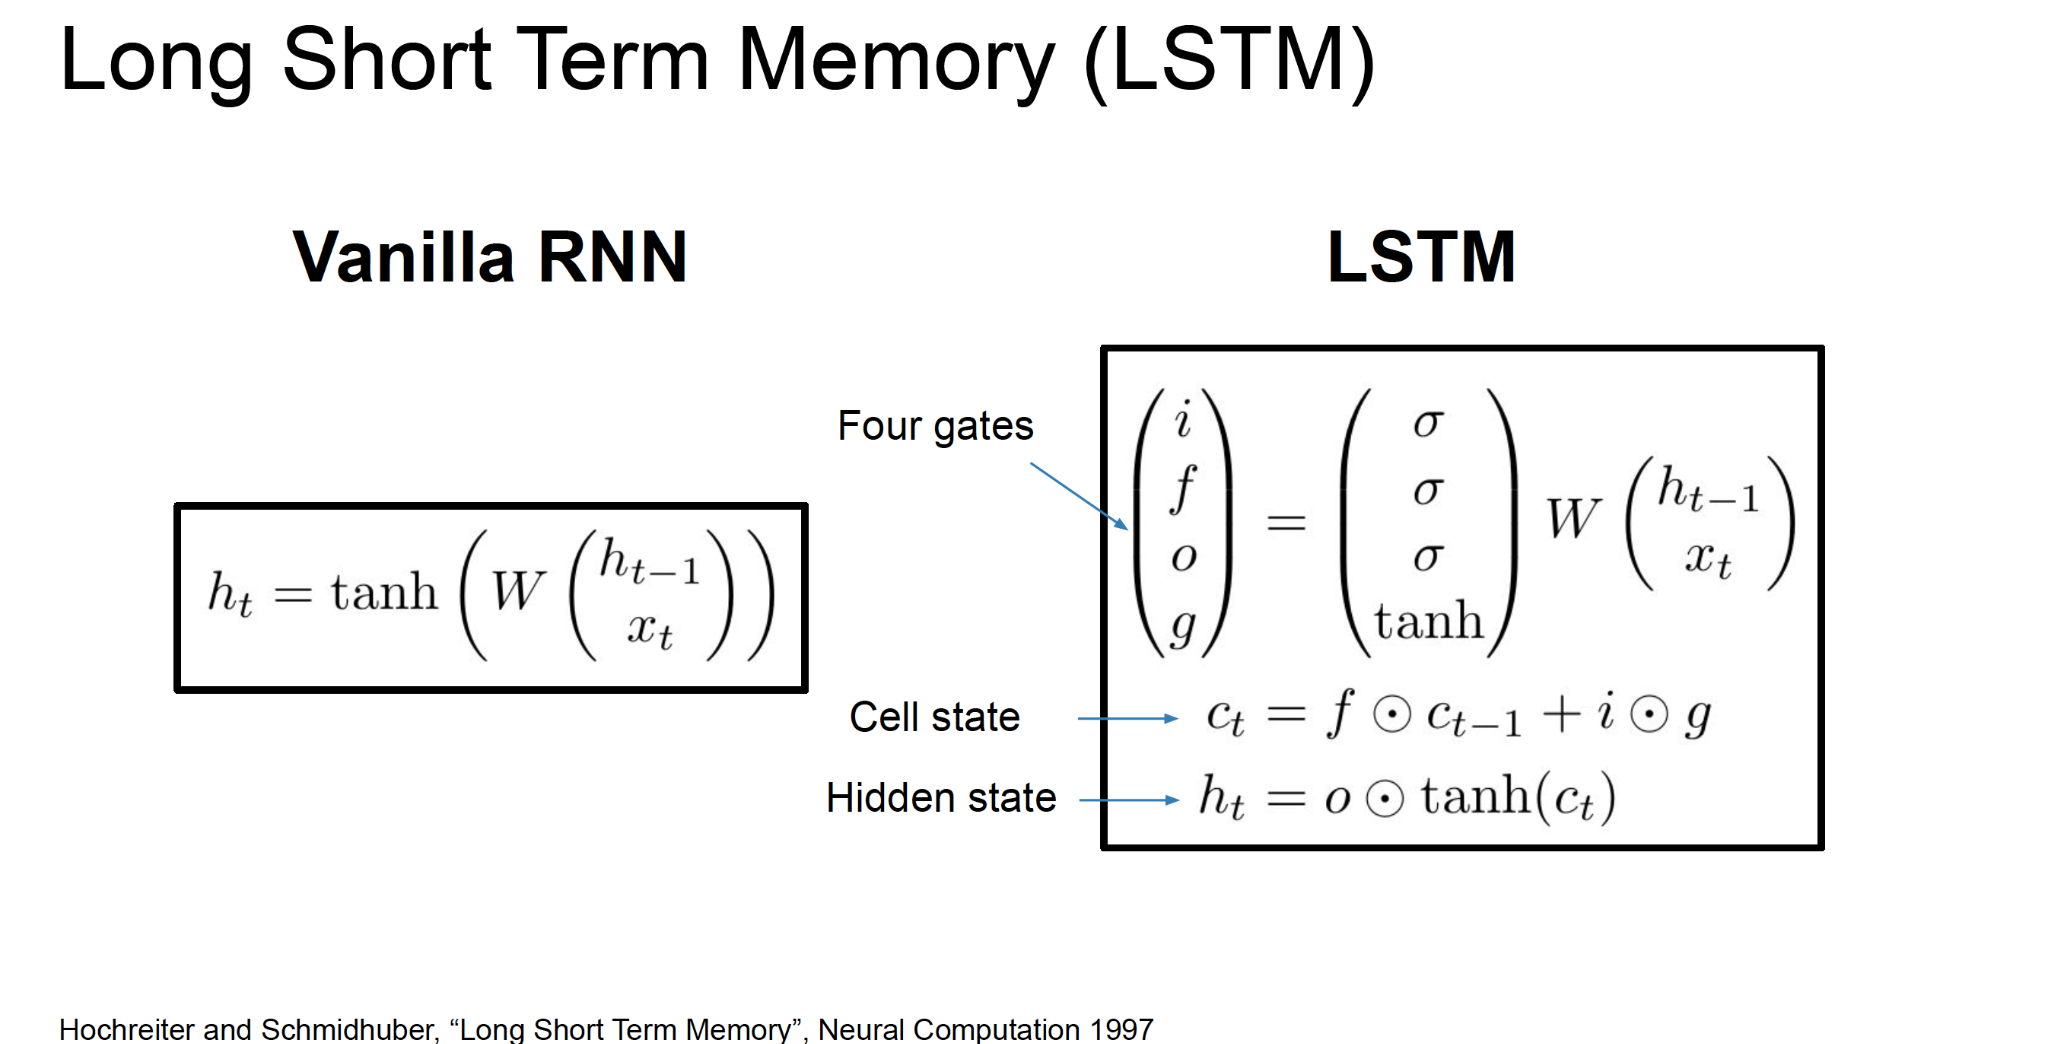 Long Short Term Memory (LSTM)
Vanilla RNN
h_t = tanh ( W ( h_{t-1} x_t ) )
LSTM
Four gates
( i f o g ) = ( σ σ σ tanh ) W ( h_{t-1} x_t )
Cell state
c_t = f ⊙ c_{t-1} + i ⊙ g
Hidden state
h_t = o ⊙ tanh(c_t)
Hochreiter and Schmidhuber, “Long Short Term Memory”, Neural Computation 1997